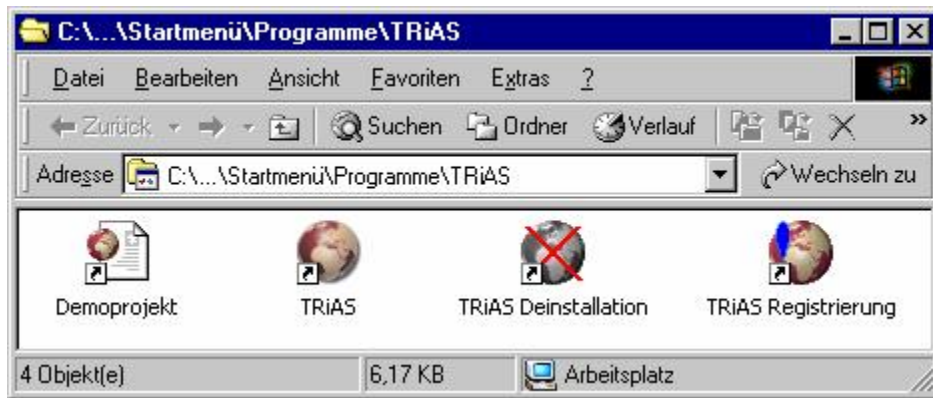 C:\...\Startmenü\Programme\TRiAS
Datei Bearbeiten Ansicht Favoriten Extras ?
Zurück Suchen Ordner Verlauf »
Adresse C:\...\Startmenü\Programme\TRiAS Wechseln zu
Demoprojekt TRiAS TRiAS Deinstallation TRiAS Registrierung
4 Objekt(e) 6,17 KB Arbeitsplatz